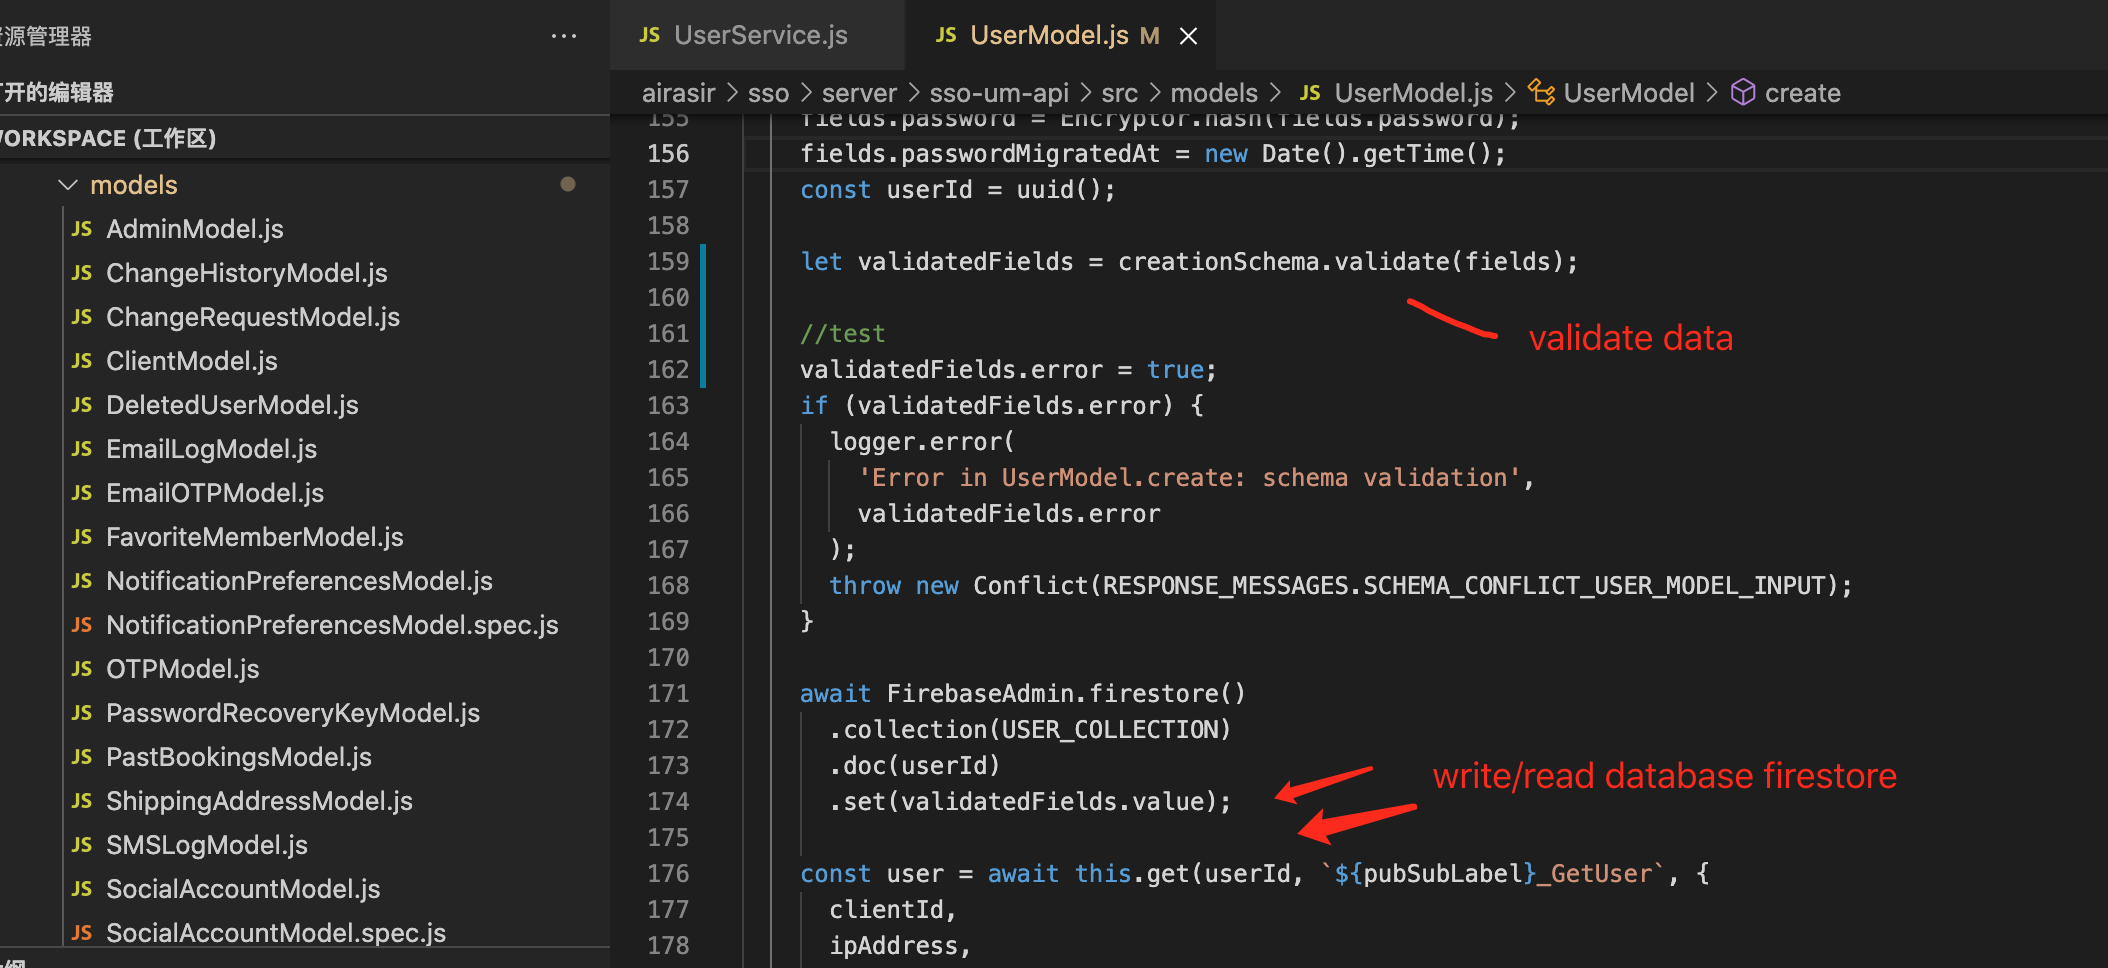 资源管理器
···
JS UserService.js
JS UserModel.js M
打开的编辑器
airasir > sso > server > sso-um-api > src > models > JS UserModel.js > UserModel > create
WORKSPACE (工作区)
models
JS AdminModel.js
JS ChangeHistoryModel.js
JS ChangeRequestModel.js
JS ClientModel.js
JS DeletedUserModel.js
JS EmailLogModel.js
JS EmailOTPModel.js
JS FavoriteMemberModel.js
JS NotificationPreferencesModel.js
JS NotificationPreferencesModel.spec.js
JS OTPModel.js
JS PasswordRecoveryKeyModel.js
JS PastBookingsModel.js
JS ShippingAddressModel.js
JS SMSLogModel.js
JS SocialAccountModel.js
JS SocialAccountModel.spec.js
155 fields.password = Encryptor.hash(fields.password);
156 fields.passwordMigratedAt = new Date().getTime();
157 const userId = uuid();
158
159 let validatedFields = creationSchema.validate(fields);
160
161 //test
validate data
162 validatedFields.error = true;
163 if (validatedFields.error) {
164 logger.error(
165 'Error in UserModel.create: schema validation',
166 validatedFields.error
167 );
168 throw new Conflict(RESPONSE_MESSAGES.SCHEMA_CONFLICT_USER_MODEL_INPUT);
169 }
170
171 await FirebaseAdmin.firestore()
172 .collection(USER_COLLECTION)
173 .doc(userId)
write/read database firestore
174 .set(validatedFields.value);
175
176 const user = await this.get(userId, `${pubSubLabel}_GetUser`, {
177 clientId,
178 ipAddress,